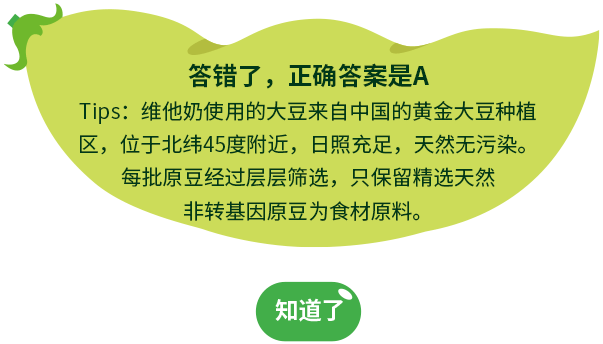 答错了，正确答案是A
Tips：维他奶使用的大豆来自中国的黄金大豆种植
区，位于北纬45度附近，日照充足，天然无污染。
每批原豆经过层层筛选，只保留精选天然
非转基因原豆为食材原料。
知道了